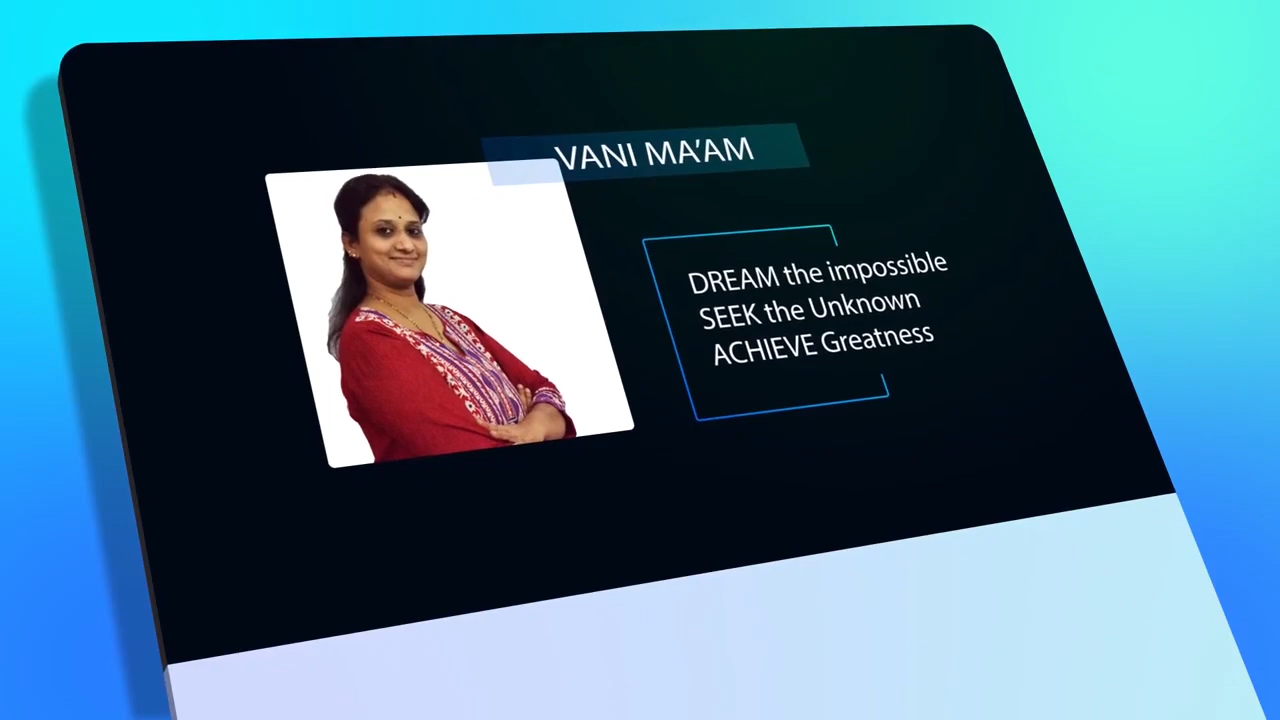 VANI MA’AM
DREAM the impossible
SEEK the Unknown
ACHIEVE Greatness